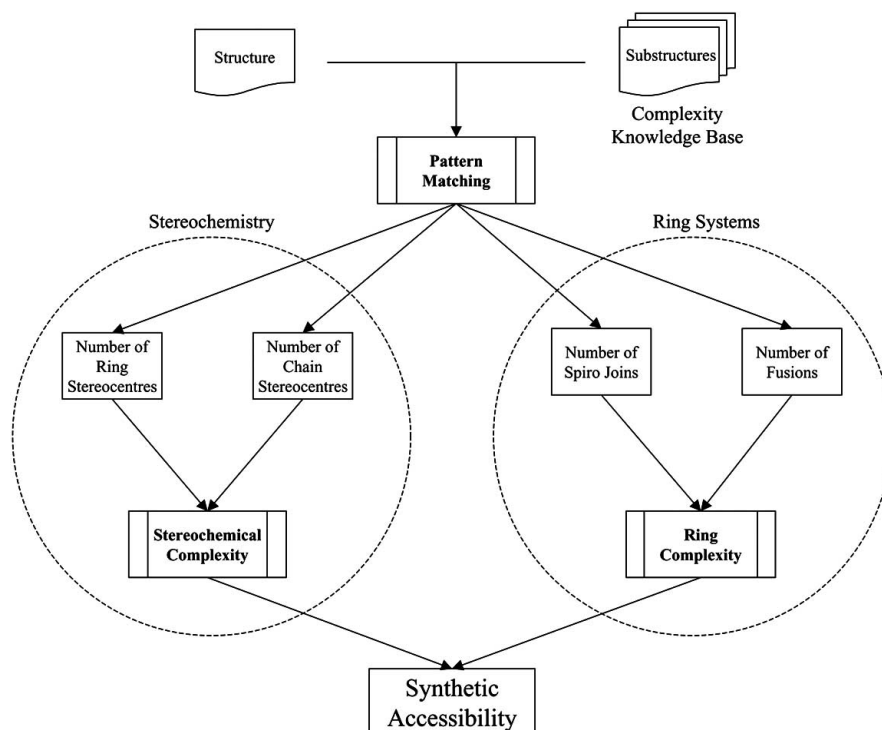 Structure
Substructures
Complexity
Knowledge Base
Pattern
Matching
Stereochemistry
Ring Systems
Number of
Ring
Stereocentres
Number of
Chain
Stereocentres
Number of
Spiro Joins
Number of
Fusions
Stereochemical
Complexity
Ring
Complexity
Synthetic
Accessibility